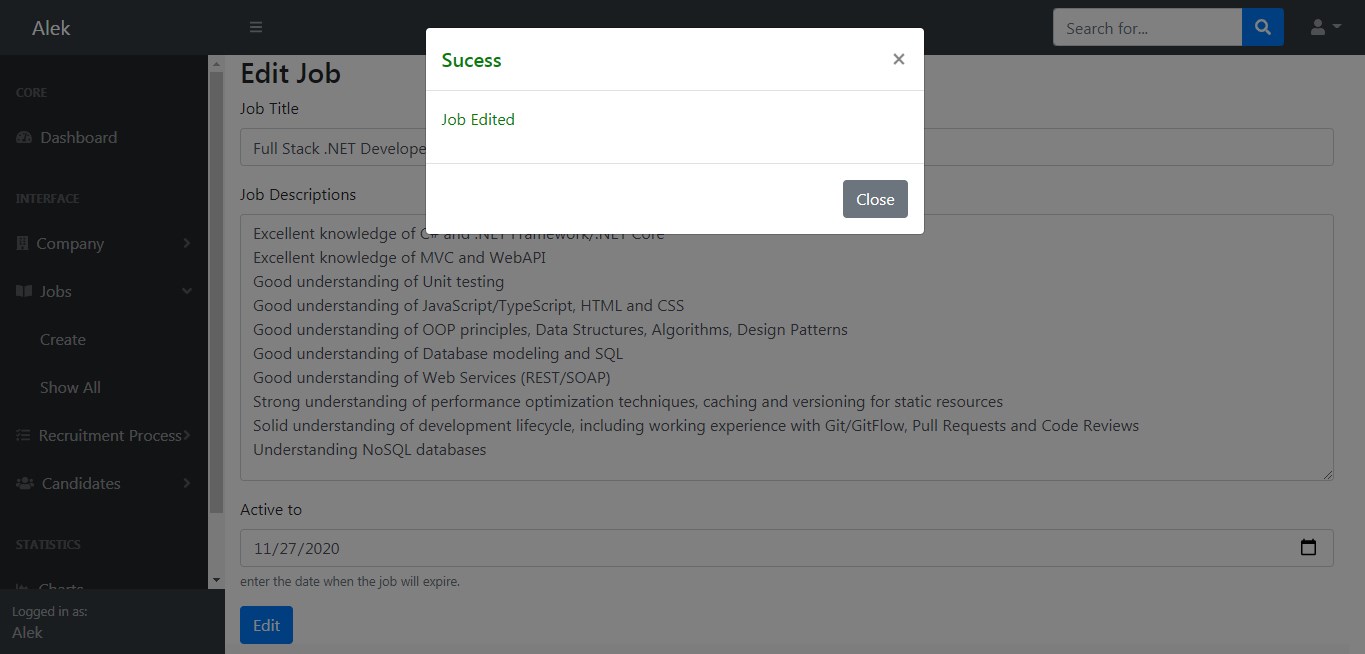 Alek
Search for...
CORE
Dashboard
INTERFACE
Company
Jobs
Create
Show All
Recruitment Process
Candidates
STATISTICS
Charts
Logged in as:
Alek
Sucess
×
Job Edited
Close
Edit Job
Job Title
Full Stack .NET Develope
Job Descriptions
Excellent knowledge of C# and .NET Framework/.NET Core
Excellent knowledge of MVC and WebAPI
Good understanding of Unit testing
Good understanding of JavaScript/TypeScript, HTML and CSS
Good understanding of OOP principles, Data Structures, Algorithms, Design Patterns
Good understanding of Database modeling and SQL
Good understanding of Web Services (REST/SOAP)
Strong understanding of performance optimization techniques, caching and versioning for static resources
Solid understanding of development lifecycle, including working experience with Git/GitFlow, Pull Requests and Code Reviews
Understanding NoSQL databases
Active to
11/27/2020
enter the date when the job will expire.
Edit